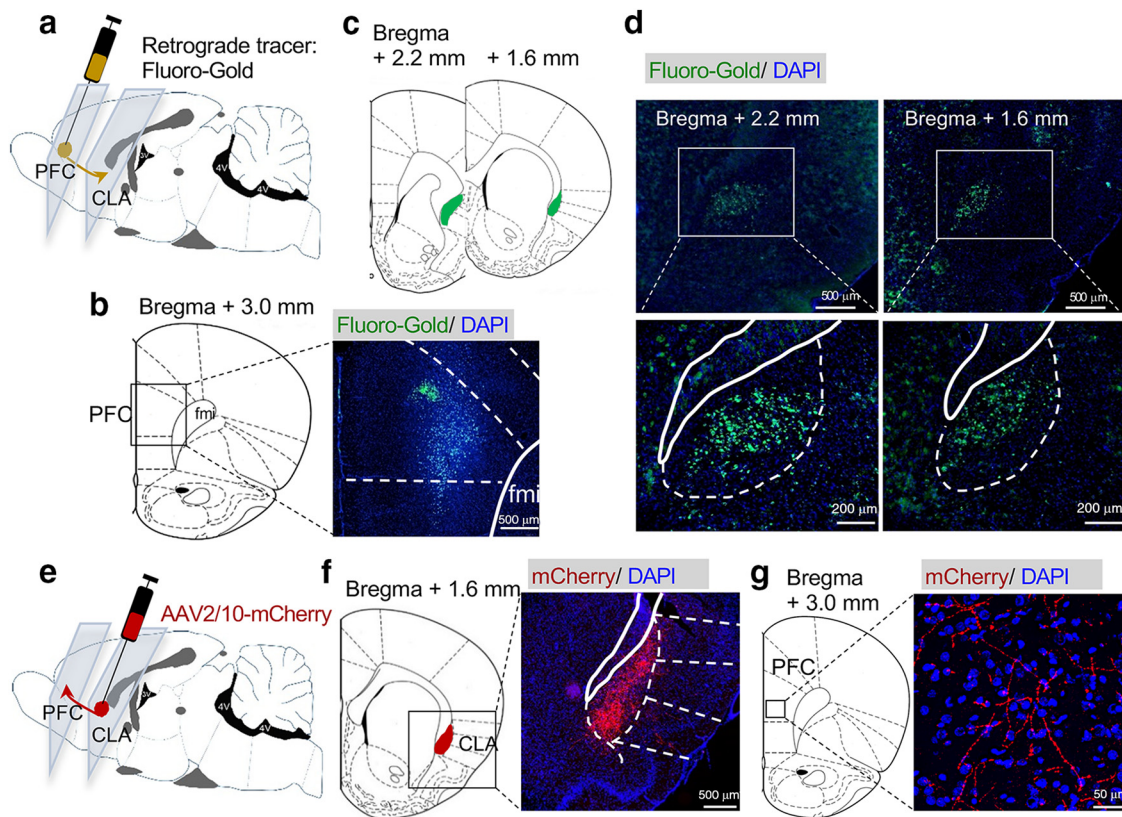 a
Retrograde tracer:
Fluoro-Gold
PFC
CLA
3V
4V
4V
b
Bregma + 3.0 mm
PFC
fmi
Fluoro-Gold/ DAPI
fmi
500 μm
c
Bregma
+ 2.2 mm + 1.6 mm
d
Fluoro-Gold/ DAPI
Bregma + 2.2 mm
500 μm
Bregma + 1.6 mm
500 μm
200 μm
200 μm
e
AAV2/10-mCherry
PFC
CLA
3V
4V
4V
f
Bregma + 1.6 mm
CLA
mCherry/ DAPI
500 μm
g
Bregma
+ 3.0 mm
PFC
mCherry/ DAPI
50 μm